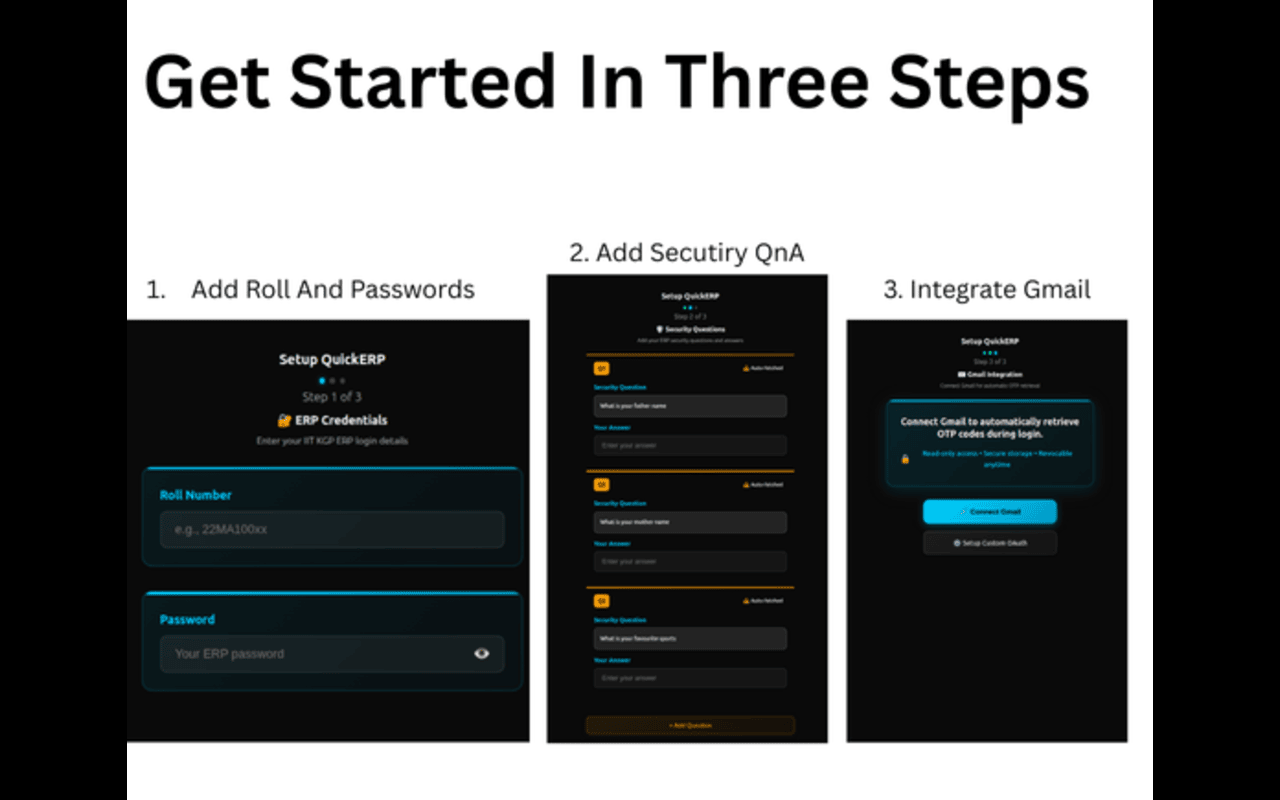 Get Started In Three Steps
1. Add Roll And Passwords
Setup QuickERP
Step 1 of 3
ERP Credentials
Enter your IIT KGP ERP login details
Roll Number
e.g., 22MA100xx
Password
Your ERP password
2. Add Secutiry QnA
Setup QuickERP
Step 2 of 3
Security Questions
Add your ERP security questions and answers
Q1
Auto-fetched
Security Question
What is your father name
Your Answer
Enter your answer
Auto-fetched
Security Question
What is your mother name
Your Answer
Enter your answer
Auto-fetched
Security Question
What is your favourite sports
Your Answer
Enter your answer
+ Add Question
3. Integrate Gmail
Setup QuickERP
Step 3 of 3
Gmail Integration
Connect Gmail for automatic OTP retrieval
Connect Gmail to automatically retrieve
OTP codes during login.
Read-only access • Secure storage • Revocable
anytime
Connect Gmail
Setup Custom OAuth